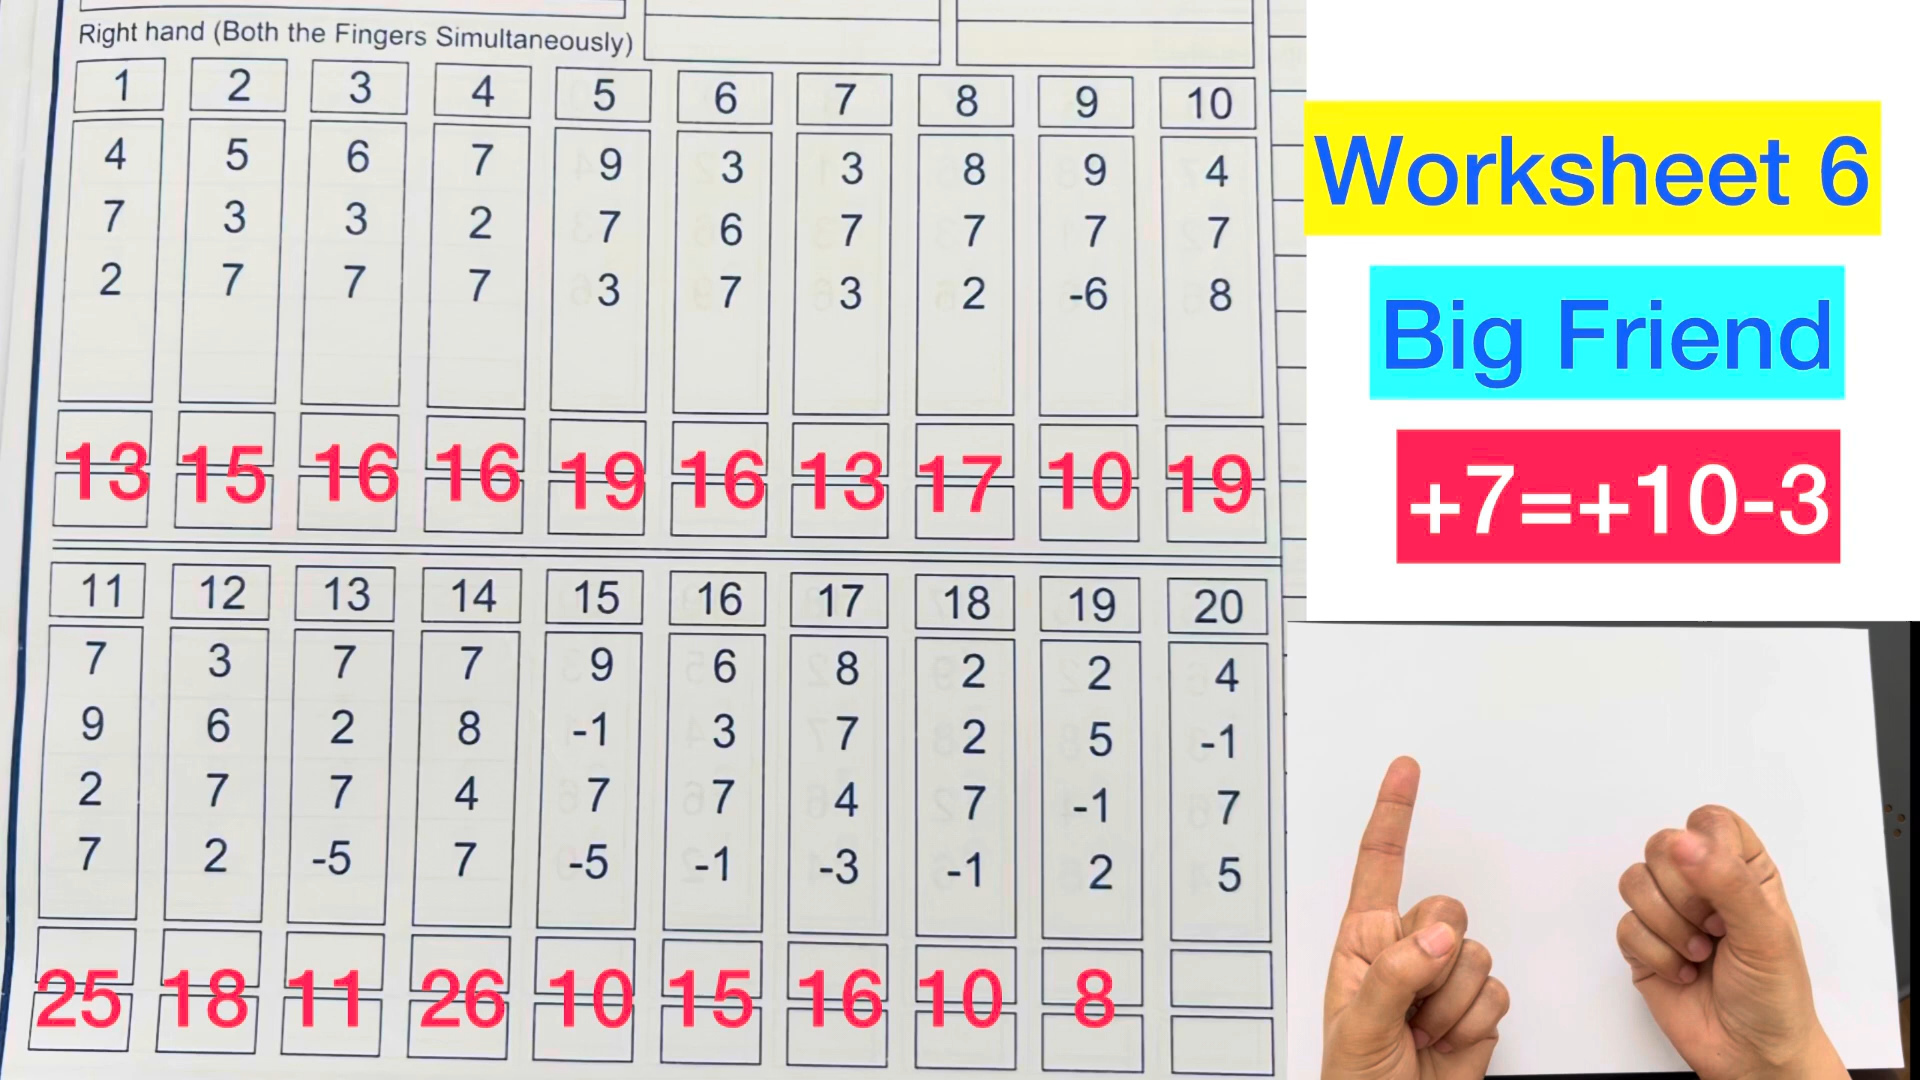 Right hand (Both the Fingers Simultaneously)
1 2 3 4 5 6 7 8 9 10
4 5 6 7 9 3 3 8 9 4
7 3 3 2 7 6 7 7 7 7
2 7 7 7 3 7 3 2 -6 8
13 15 16 16 19 16 13 17 10 19
11 12 13 14 15 16 17 18 19 20
7 3 7 7 9 6 8 2 2 4
9 6 2 8 -1 3 7 2 5 -1
2 7 7 4 7 7 4 7 -1 7
7 2 -5 7 -5 -1 -3 -1 2 5
25 18 11 26 10 15 16 10 8
Worksheet 6
Big Friend
+7=+10-3